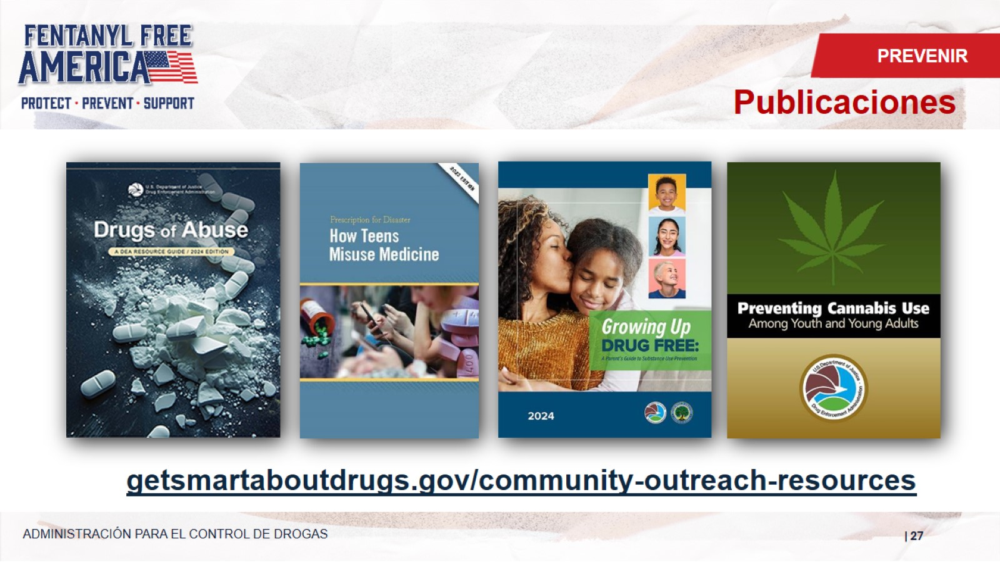 FENTANYL FREE
AMERICA
PROTECT · PREVENT · SUPPORT
PREVENIR
Publicaciones
U.S. Department of Justice
Drug Enforcement Administration
Drugs of Abuse
A DEA RESOURCE GUIDE / 2024 EDITION
2023 EDITION
Prescription for Disaster
How Teens
Misuse Medicine
400
Growing Up
DRUG FREE:
A Parent's Guide to Substance Use Prevention
2024
Preventing Cannabis Use
Among Youth and Young Adults
U.S. Department of Justice
Drug Enforcement Administration
getsmartaboutdrugs.gov/community-outreach-resources
ADMINISTRACIÓN PARA EL CONTROL DE DROGAS
| 27